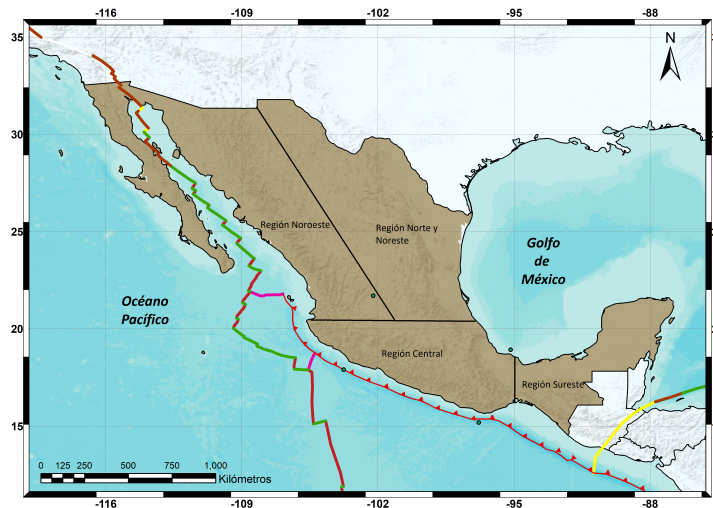 -116 -109 -102 -95 -88
35
N
30
25
Región Noroeste
Región Norte y
Noreste
Golfo
de
México
Océano
Pacífico
20
Región Central
Región Sureste
15
0 125 250 500 750 1,000
Kilómetros
-116 -109 -102 -95 -88